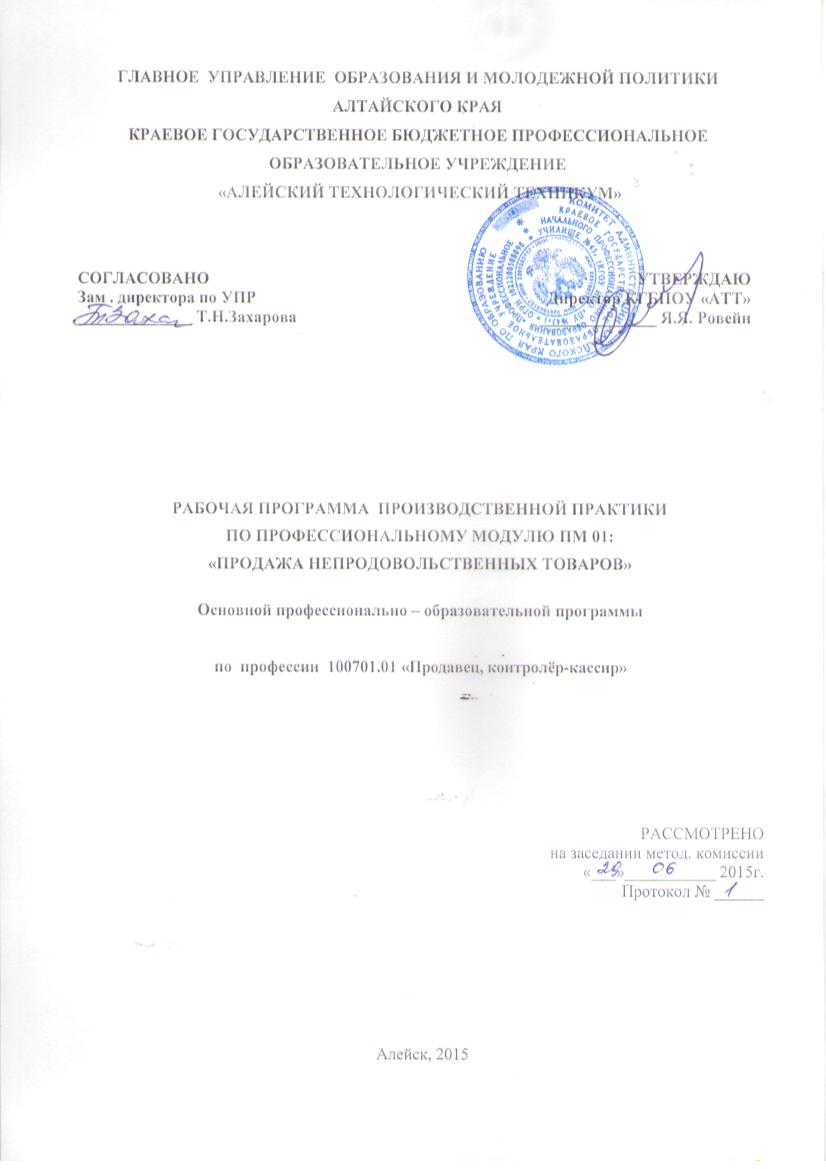 ГЛАВНОЕ УПРАВЛЕНИЕ ОБРАЗОВАНИЯ И МОЛОДЕЖНОЙ ПОЛИТИКИ
АЛТАЙСКОГО КРАЯ
КРАЕВОЕ ГОСУДАРСТВЕННОЕ БЮДЖЕТНОЕ ПРОФЕССИОНАЛЬНОЕ
ОБРАЗОВАТЕЛЬНОЕ УЧРЕЖДЕНИЕ
«АЛЕЙСКИЙ ТЕХНОЛОГИЧЕСКИЙ ТЕХНИКУМ»
СОГЛАСОВАНО
Зам . директора по УПР
Т.Н.Захарова
УТВЕРЖДАЮ
Директор КГБПОУ «АТТ»
Я.Я. Ровейн
РАБОЧАЯ ПРОГРАММА ПРОИЗВОДСТВЕННОЙ ПРАКТИКИ
ПО ПРОФЕССИОНАЛЬНОМУ МОДУЛЮ ПМ 01:
«ПРОДАЖА НЕПРОДОВОЛЬСТВЕННЫХ ТОВАРОВ»
Основной профессионально – образовательной программы
по профессии 100701.01 «Продавец, контролёр-кассир»
РАССМОТРЕНО
на заседании метод. комиссии
«29» 06 2015г.
Протокол № 1
Алейск, 2015